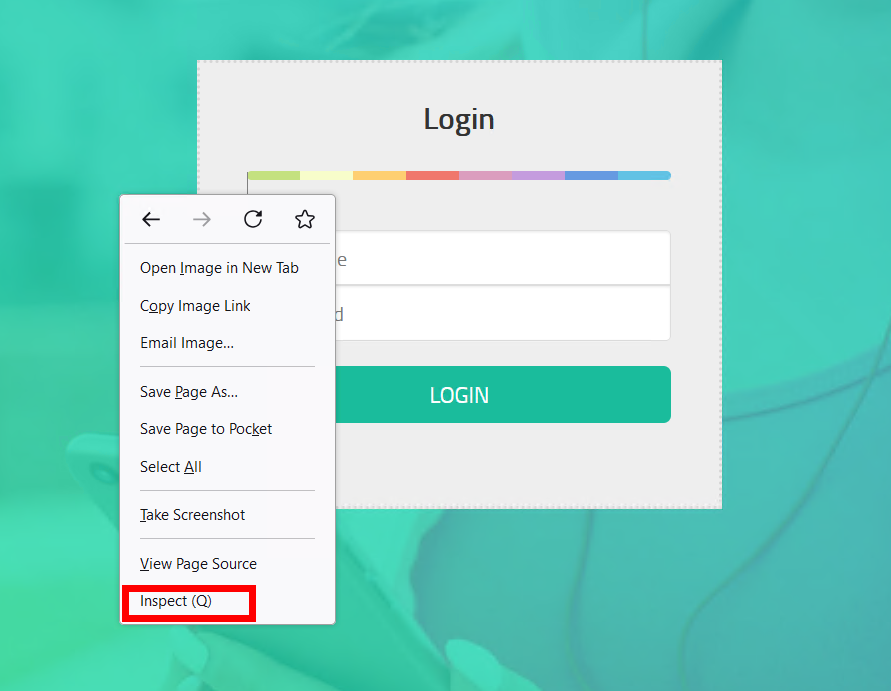 Login
Open Image in New Tab
Copy Image Link
Email Image...
Save Page As...
Save Page to Pocket
Select All
Take Screenshot
View Page Source
Inspect (Q)
e
d
LOGIN